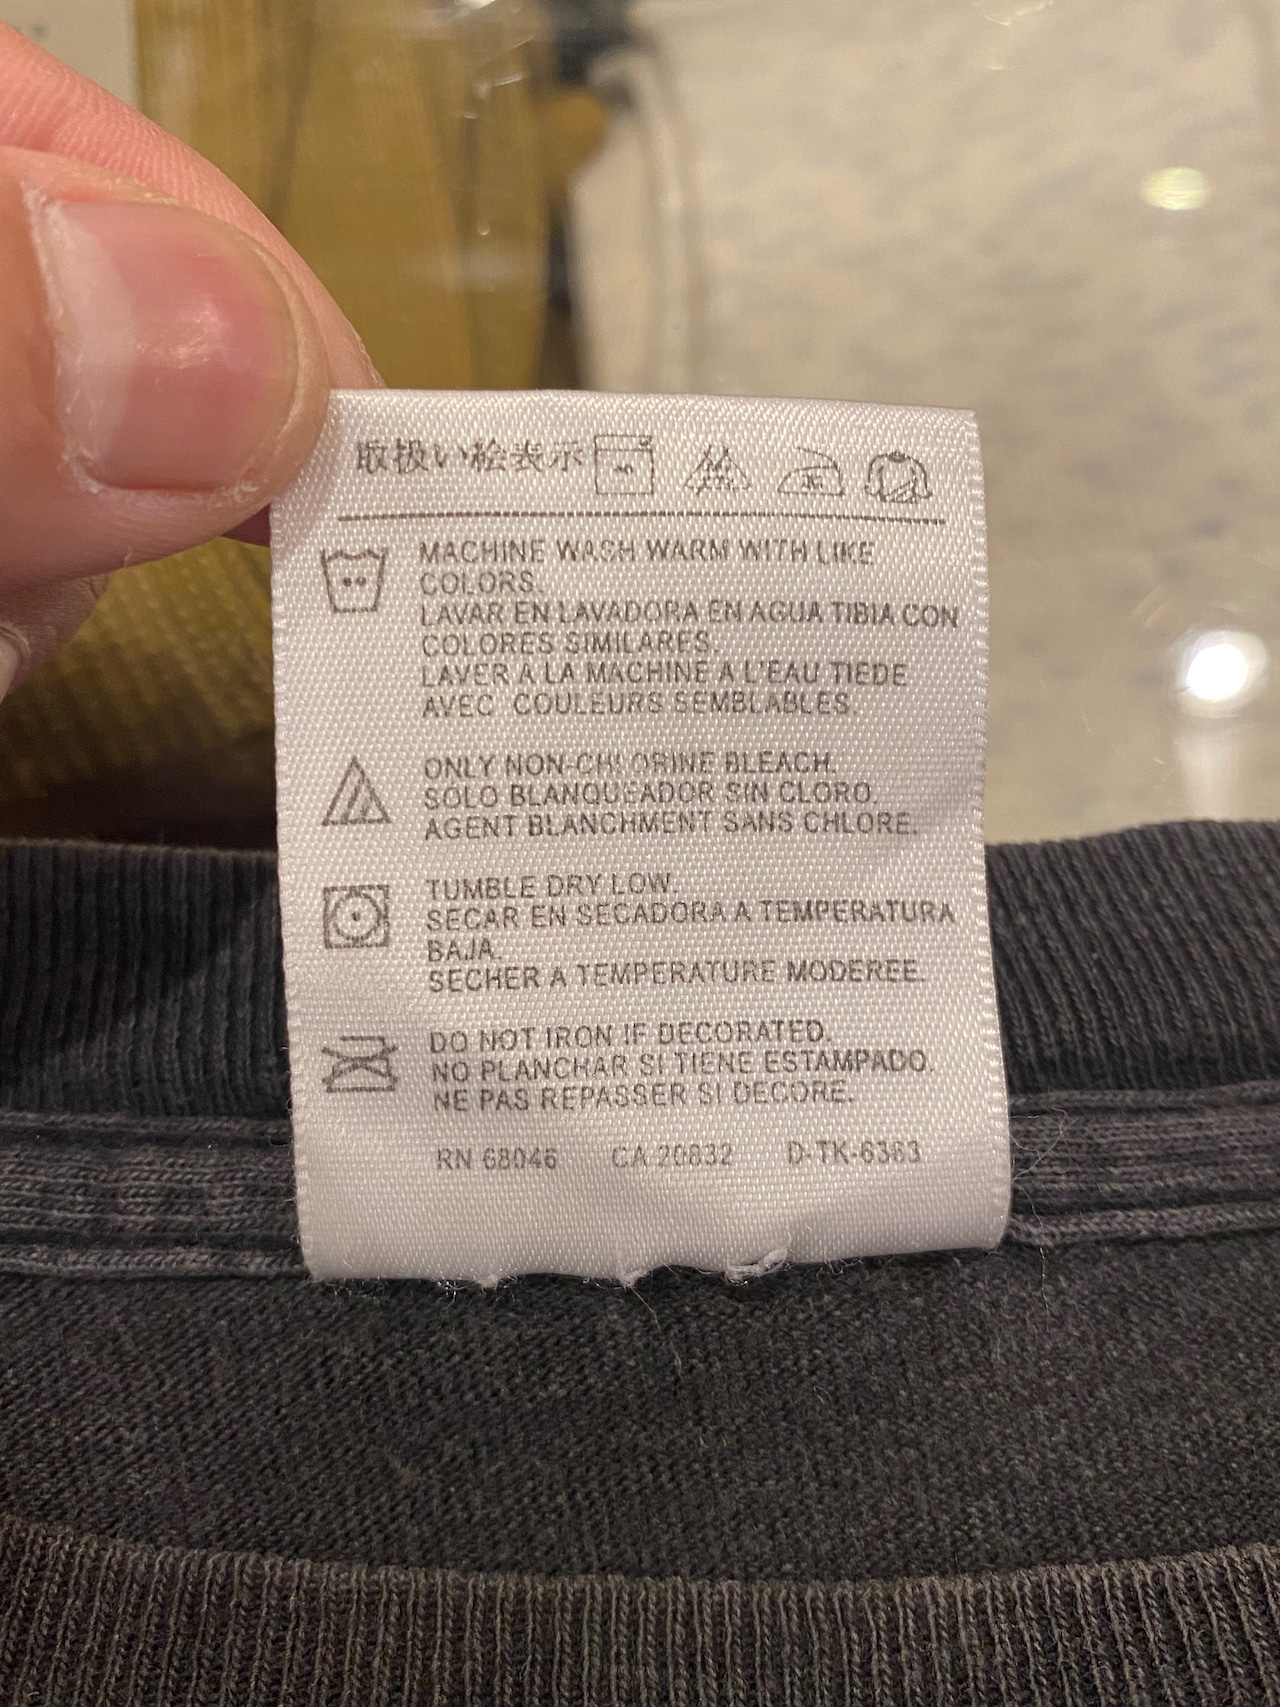 取扱い絵表示
MACHINE WASH WARM WITH LIKE
COLORS.
LAVAR EN LAVADORA EN AGUA TIBIA CON
COLORES SIMILARES.
LAVER A LA MACHINE A L'EAU TIEDE
AVEC COULEURS SEMBLABLES.
ONLY NON-CHLORINE BLEACH.
SOLO BLANQUEADOR SIN CLORO.
AGENT BLANCHMENT SANS CHLORE.
TUMBLE DRY LOW.
SECAR EN SECADORA A TEMPERATURA
BAJA.
SECHER A TEMPERATURE MODEREE.
DO NOT IRON IF DECORATED.
NO PLANCHAR SI TIENE ESTAMPADO.
NE PAS REPASSER SI DECORE.
RN 68046 CA 20832 D-TK-6363